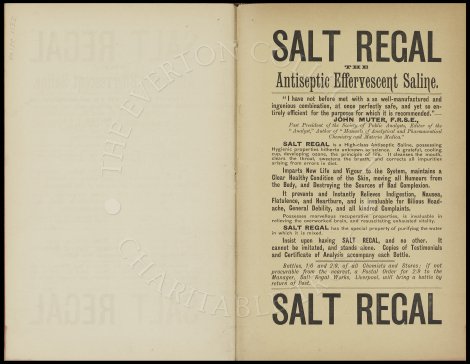 SALT REGAL
THE
Antiseptic Effervescent Saline.
"I have not before met with a so well-manufactured and
ingenious combination, at once perfectly safe, and yet so en-
tirely efficient for the purpose for which it is recommended."—
JOHN MUTER, F.R.S.E.,
Past President of the Society of Public Analysts, Editor of the
"Analyst," Author of "Manuals of Analytical and Pharmaceutical
Chemistry and Materia Medica."
SALT REGAL is a High-class Antiseptic Saline, possessing
Hygienic properties hitherto unknown to science. It sparkles, cooling
cup, developing ozone, the principle of life. It cleanses the mouth,
clears the throat, sweetens the breath, and corrects all impurities
arising from errors in diet.
Imparts New Life and Vigour to the System, maintains a
Clear Healthy Condition of the Skin, moving all Humours from
the Body, and Destroying the Sources of Bad Complexion.
It prevents and Instantly Relieves Indigestion, Nausea,
Flatulence, and Heartburn, and is invaluable for Bilious Head-
ache, General Debility, and all kindred Complaints.
Possesses marvellous recuperative properties, is invaluable in
relieving the overworked brain, and resuscitating exhausted vitality.
SALT REGAL has the special property of purifying the water
in which it is mixed.
Insist upon having SALT REGAL, and no other. It
cannot be imitated, and stands alone. Copies of Testimonials
and Certificate of Analysis accompany each Bottle.
Bottles, 1/6 and 2/9, of all Chemists and Stores; if not
procurable from the nearest, a Postal Order for 2/9 to the
Manager, Salt Regal Works, Liverpool, will bring a bottle by
return of Post.
SALT REGAL